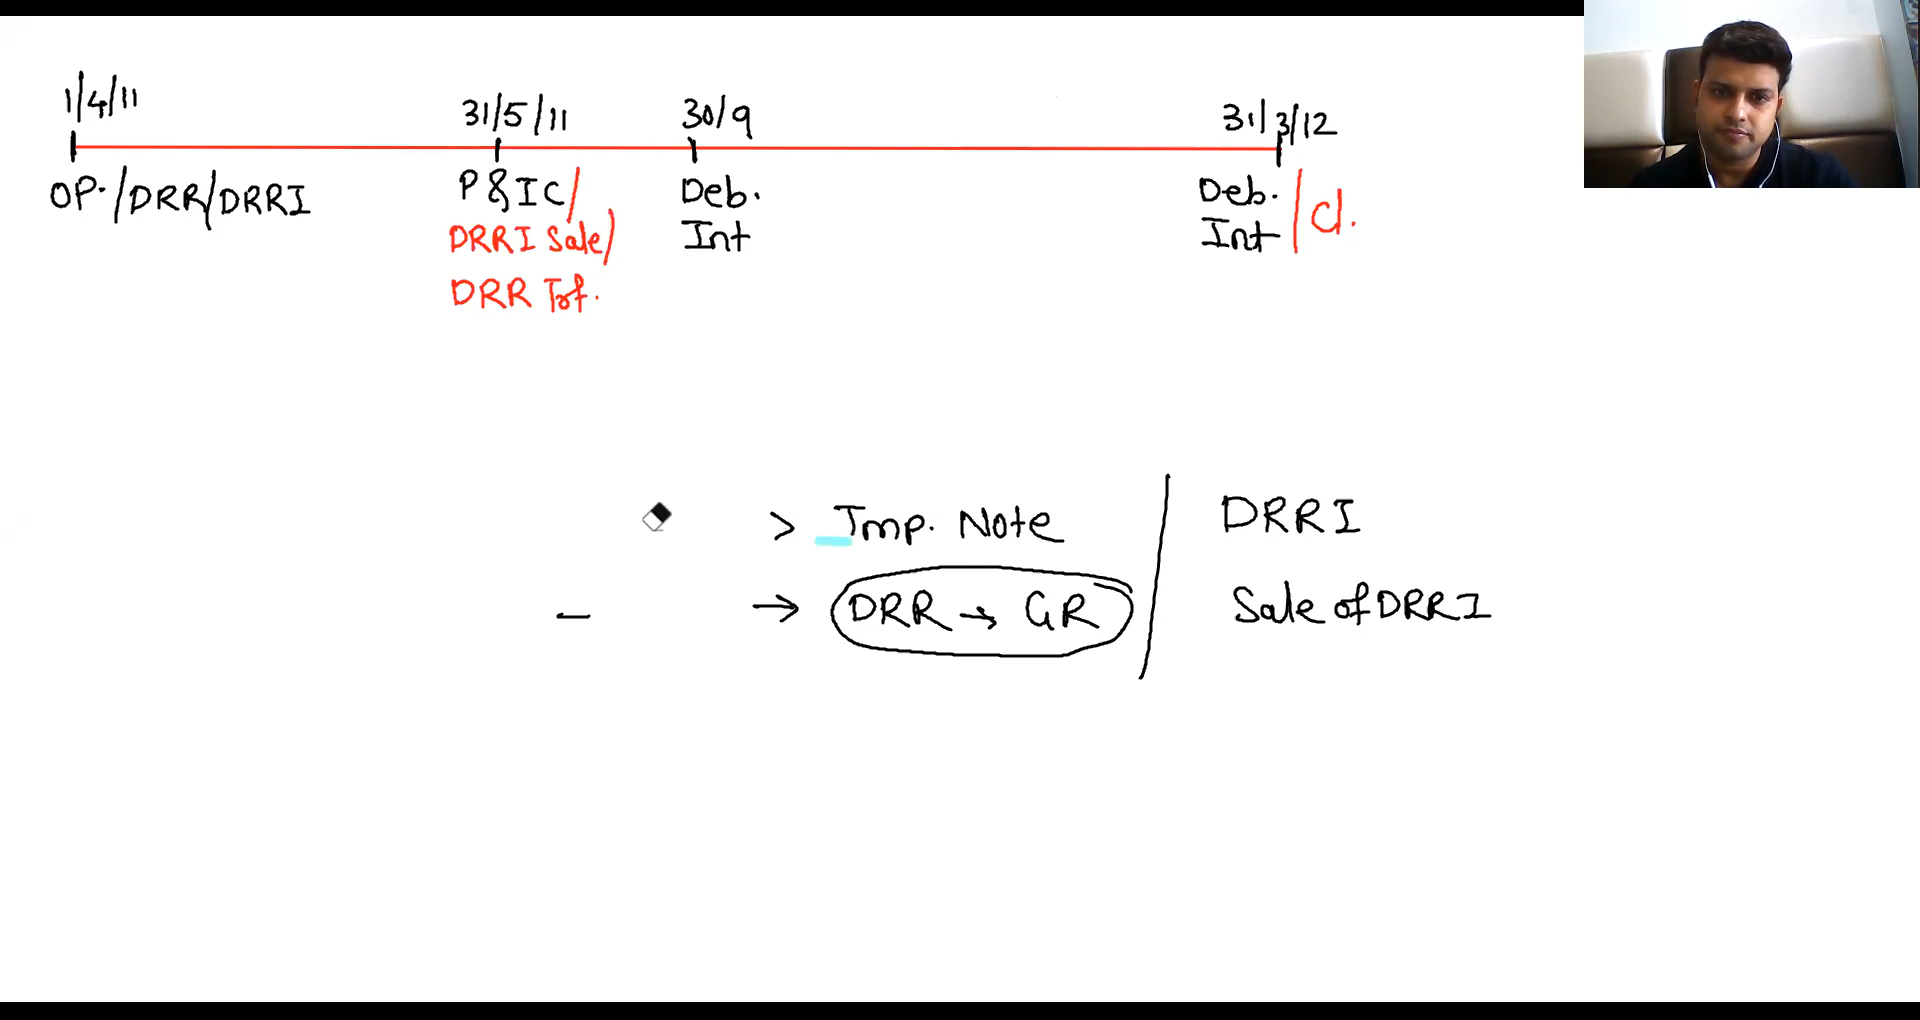 1/4/11
31/5/11
30/9
31/3/12
OP./DRR/DRRI
P&IC/
DRRI Sale/
DRR Trf.
Deb.
Int
Deb.
Int
/Cl.
> Imp. Note
DRRI
→ DRR → GR
Sale of DRRI